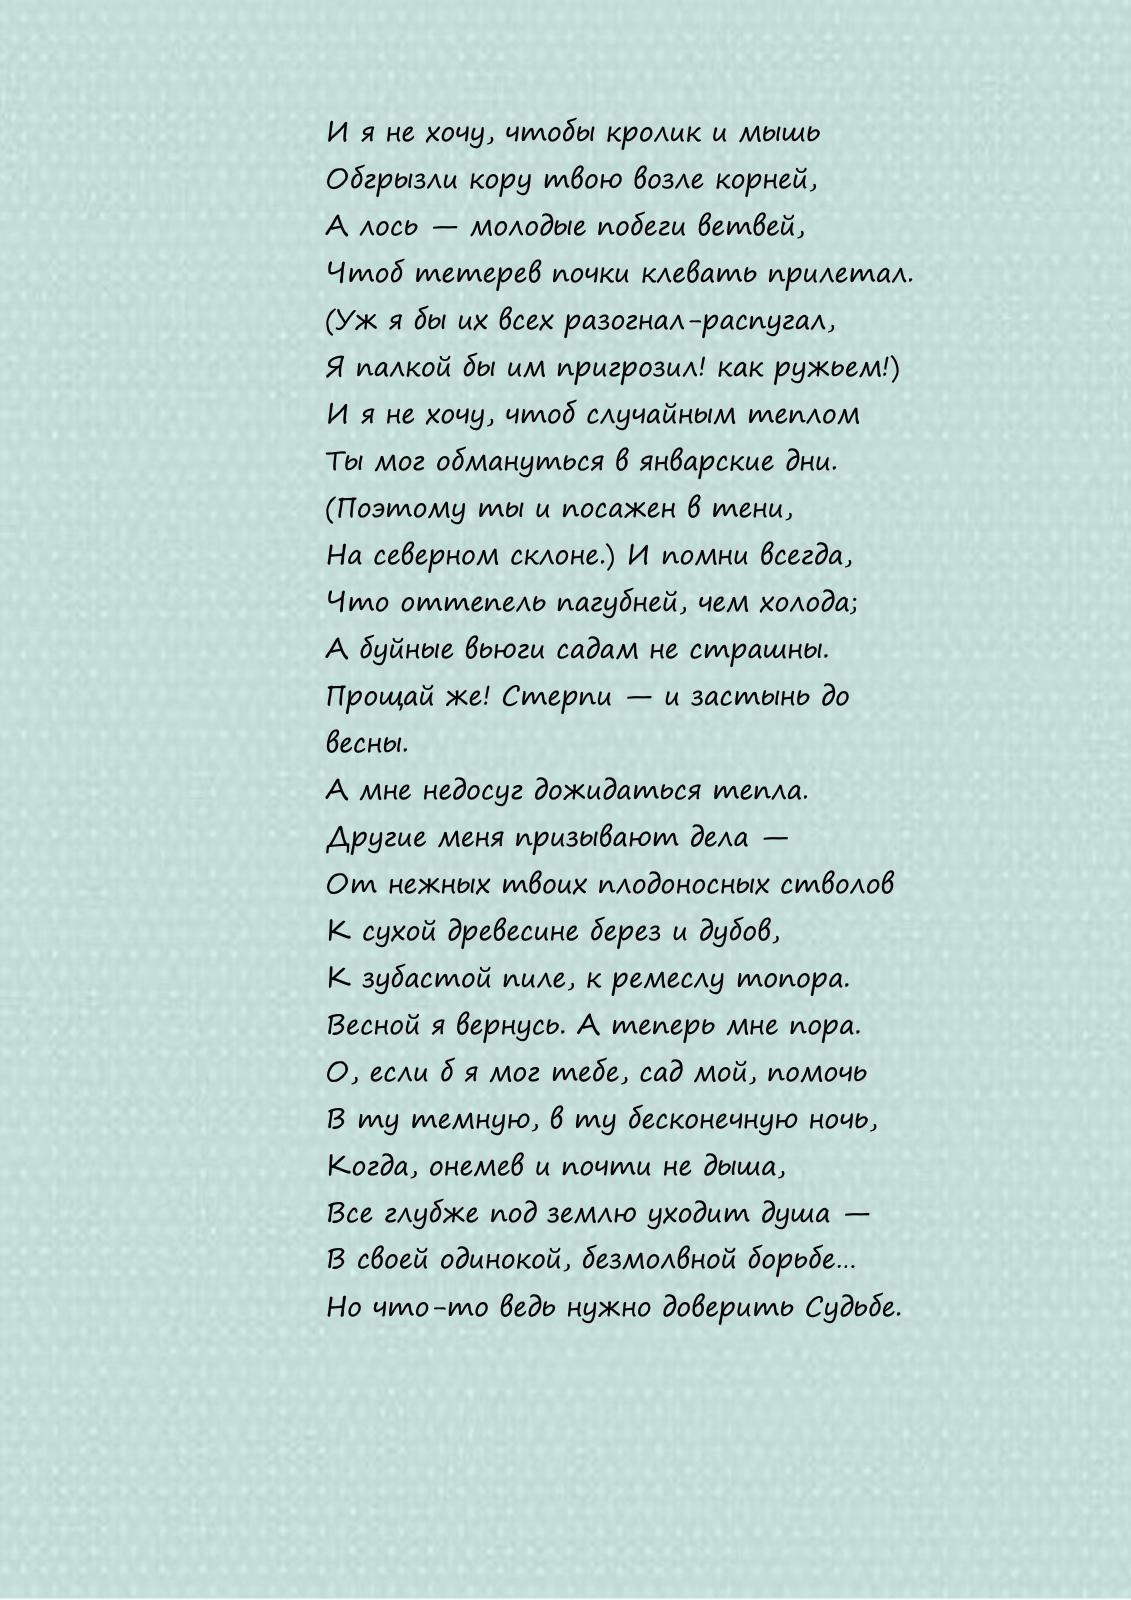 И я не хочу, чтобы кролик и мышь
Обгрызли кору твою возле корней,
А лось — молодые побеги ветвей,
Чтоб тетерев почки клевать прилетал.
(Уж я бы их всех разогнал-распугал,
Я палкой бы им пригрозил! как ружьем!)
И я не хочу, чтоб случайным теплом
Ты мог обмануться в январские дни.
(Поэтому ты и посажен в тени,
На северном склоне.) И помни всегда,
Что оттепель пагубней, чем холода;
А буйные вьюги садам не страшны.
Прощай же! Стерпи — и застынь до
весны.
А мне недосуг дожидаться тепла.
Другие меня призывают дела —
От нежных твоих плодоносных стволов
К сухой древесине берез и дубов,
К зубастой пиле, к ремеслу топора.
Весной я вернусь. А теперь мне пора.
О, если б я мог тебе, сад мой, помочь
В ту темную, в ту бесконечную ночь,
Когда, онемев и почти не дыша,
Все глубже под землю уходит душа —
В своей одинокой, безмолвной борьбе...
Но что-то ведь нужно доверить Судьбе.